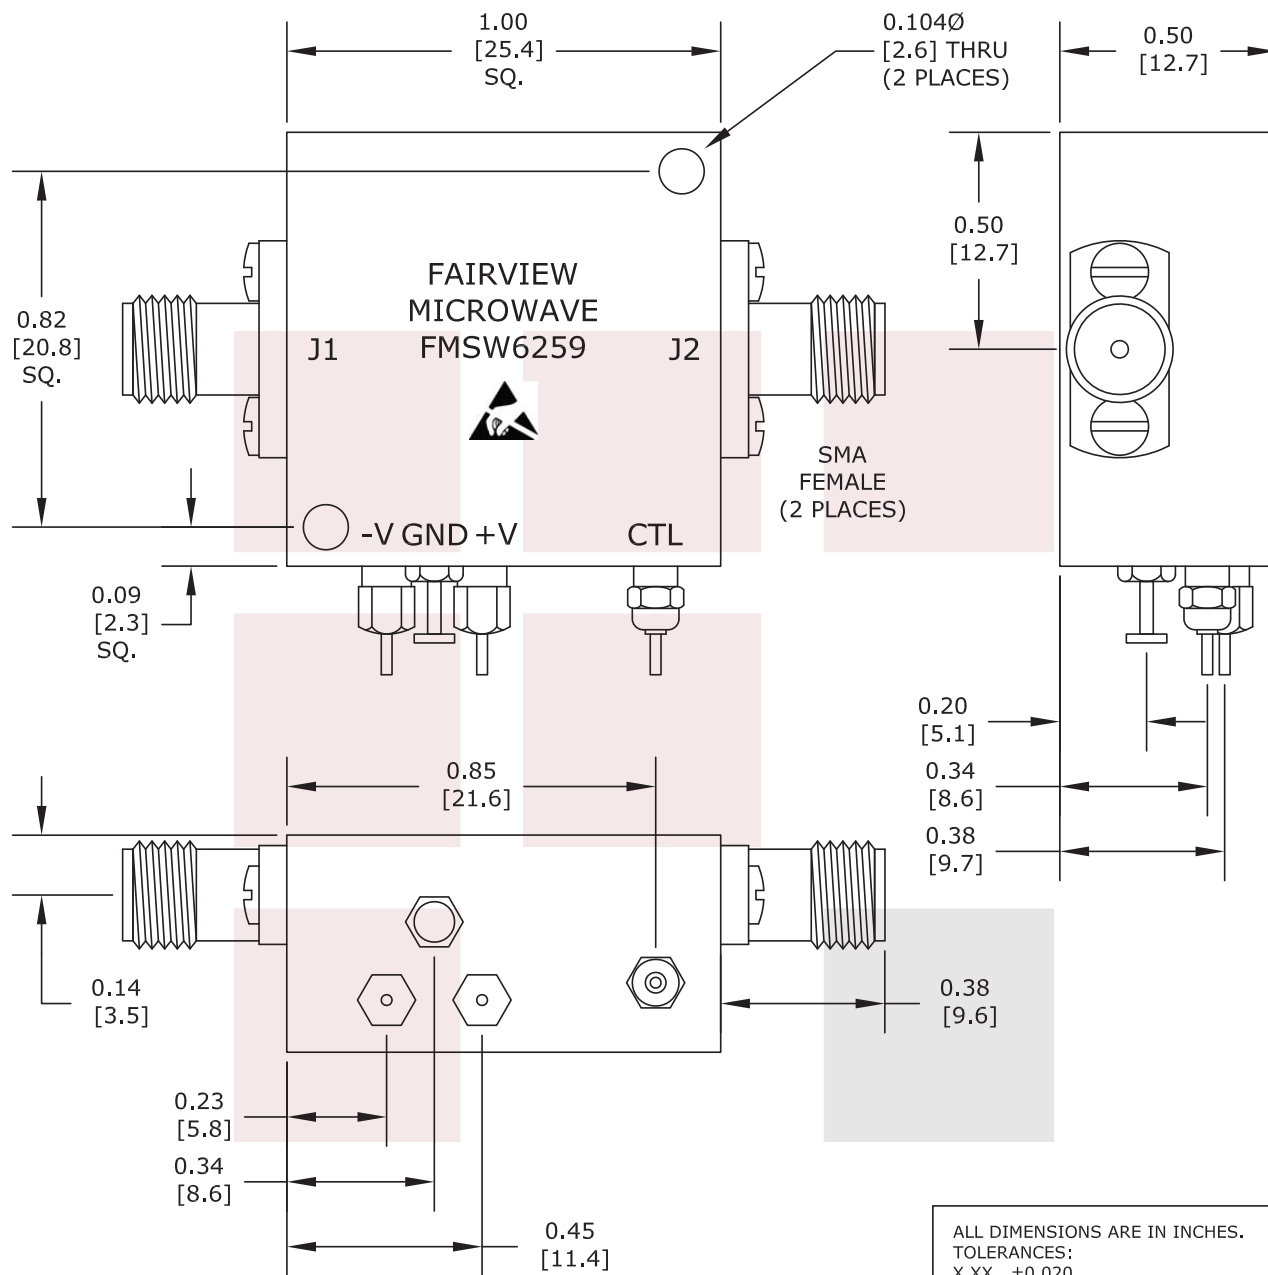 1.00
[25.4]
SQ.
0.104Ø
[2.6] THRU
(2 PLACES)
0.50
[12.7]
0.82
[20.8]
SQ.
FAIRVIEW
MICROWAVE
FMSW6259
J1
J2
0.50
[12.7]
SMA
FEMALE
(2 PLACES)
-V GND +V CTL
0.09
[2.3]
SQ.
0.20
[5.1]
0.34
[8.6]
0.38
[9.7]
0.85
[21.6]
0.14
[3.5]
0.38
[9.6]
0.23
[5.8]
0.34
[8.6]
0.45
[11.4]
ALL DIMENSIONS ARE IN INCHES.
TOLERANCES:
X.XX ±0.020